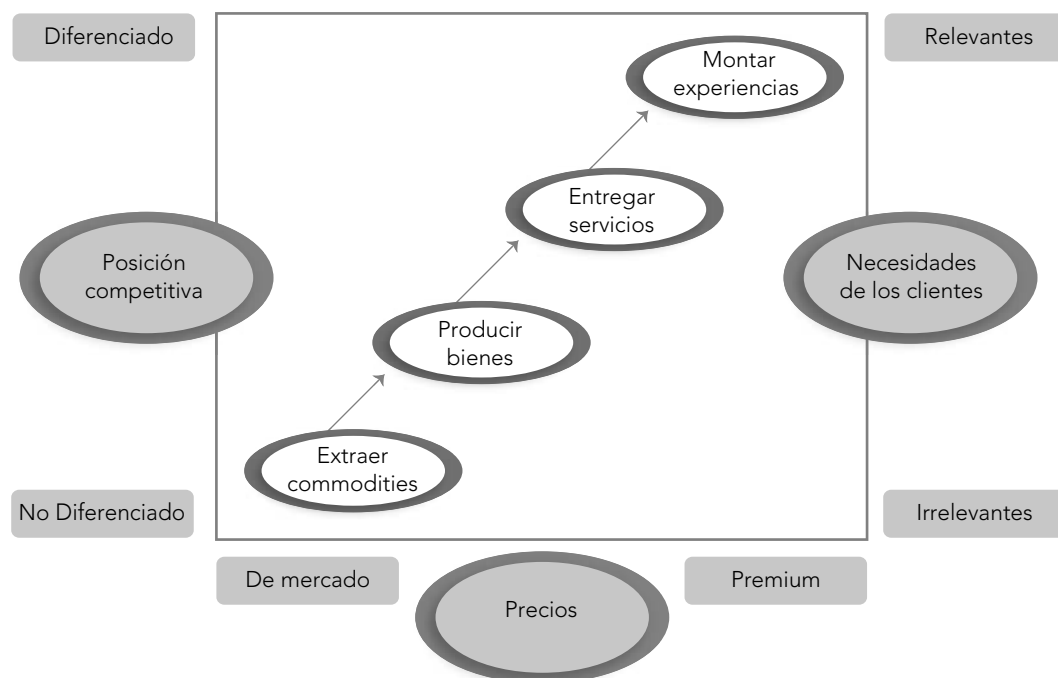 Diferenciado
Relevantes
Montar
experiencias
Entregar
servicios
Posición
competitiva
Necesidades
de los clientes
Producir
bienes
Extraer
commodities
No Diferenciado
Irrelevantes
De mercado
Precios
Premium